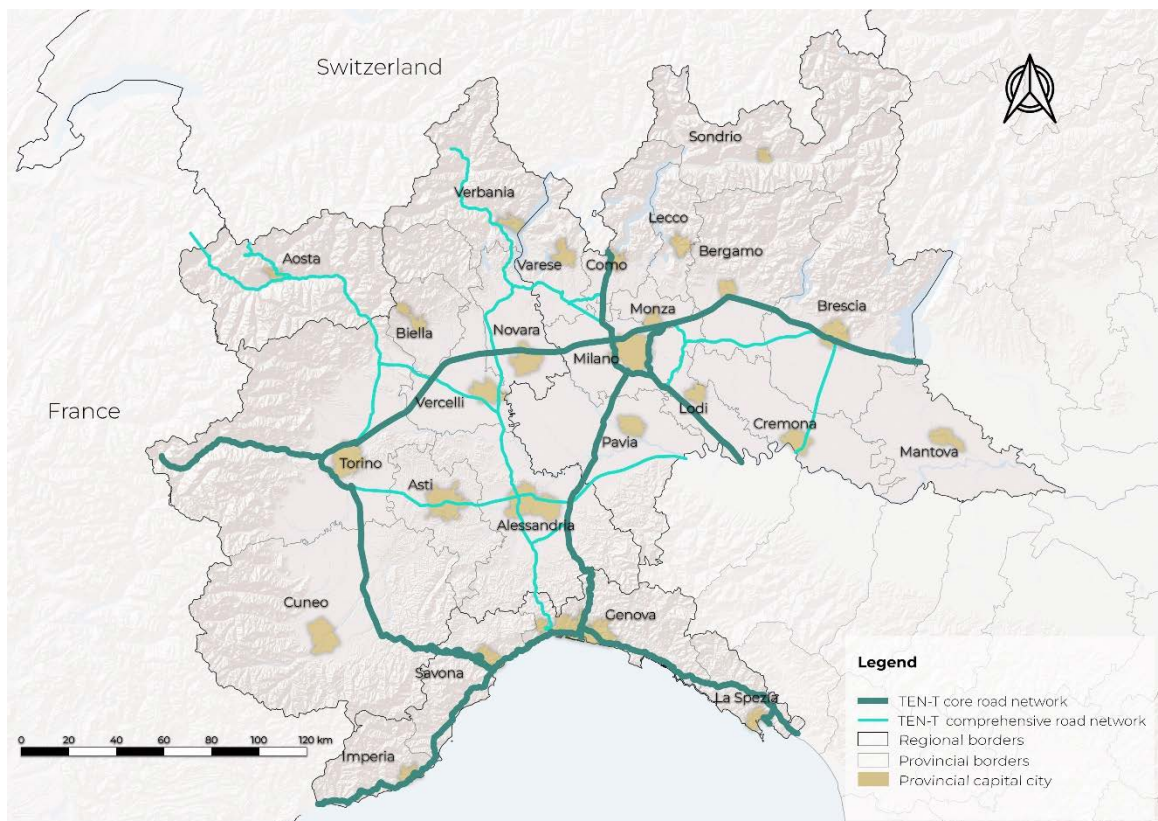 Switzerland
Sondrio
Verbania
Lecco
Aosta
Varese
Como
Bergamo
Monza
Brescia
Biella
Novara
Milano
France
Vercelli
Lodi
Pavia
Cremona
Mantova
Torino
Asti
Alessandria
Cuneo
Genova
Savona
La Spezia
Imperia
0 20 40 60 80 100 120 km
Legend
TEN-T core road network
TEN-T comprehensive road network
Regional borders
Provincial borders
Provincial capital city